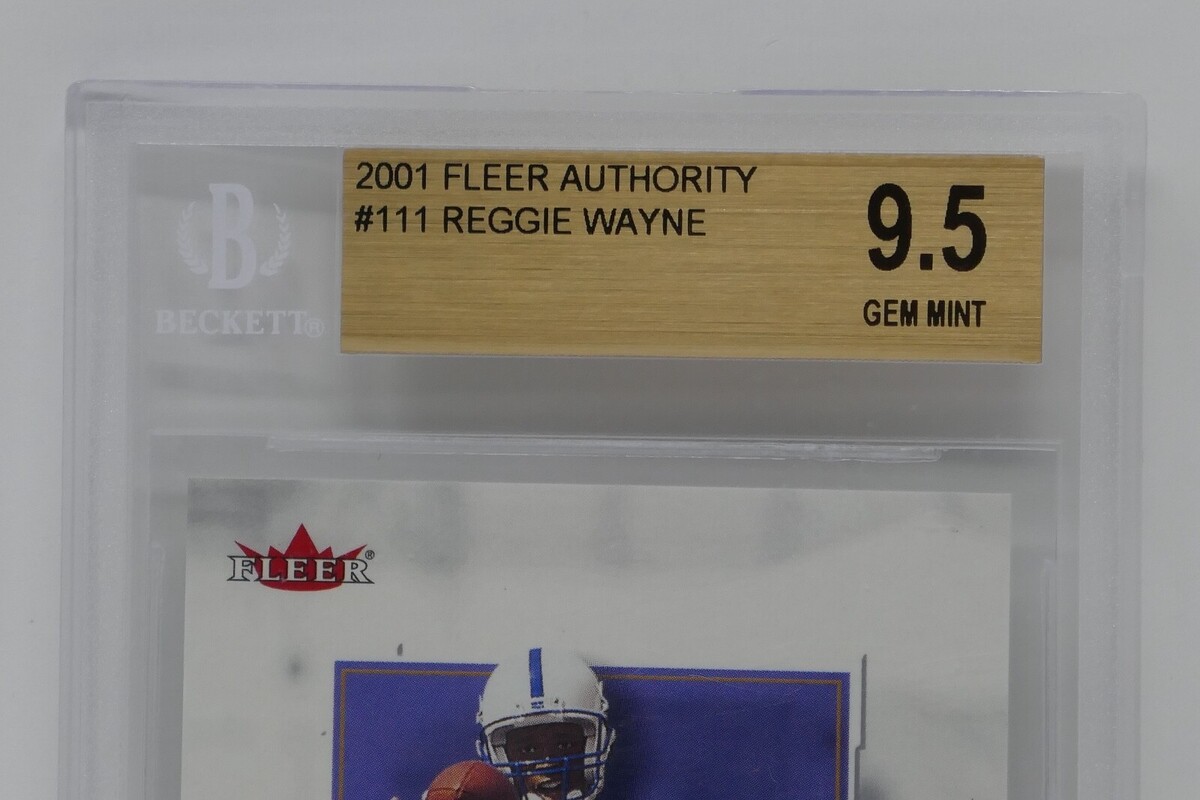 2001 FLEER AUTHORITY
#111 REGGIE WAYNE
9.5
GEM MINT
B
BECKETT®
FLEER®